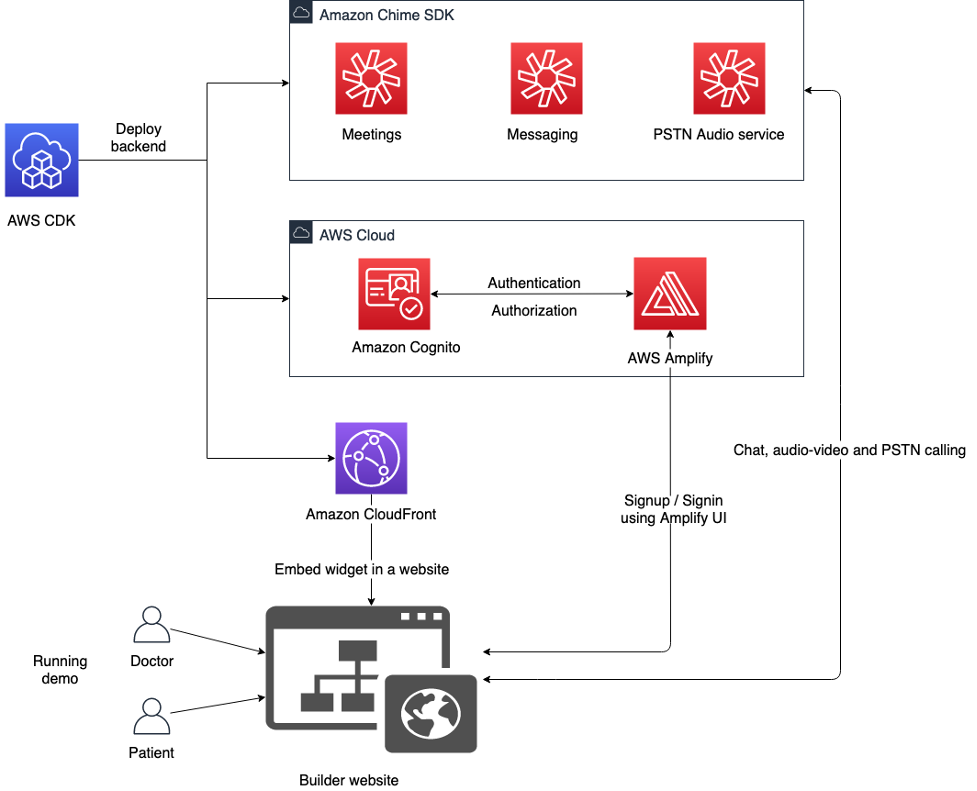 Amazon Chime SDK
Meetings
Messaging
PSTN Audio service
Deploy
backend
AWS CDK
AWS Cloud
Authentication
Authorization
Amazon Cognito
AWS Amplify
Chat, audio-video and PSTN calling
Signup / Signin
using Amplify UI
Amazon CloudFront
Embed widget in a website
Running
demo
Doctor
Patient
Builder website